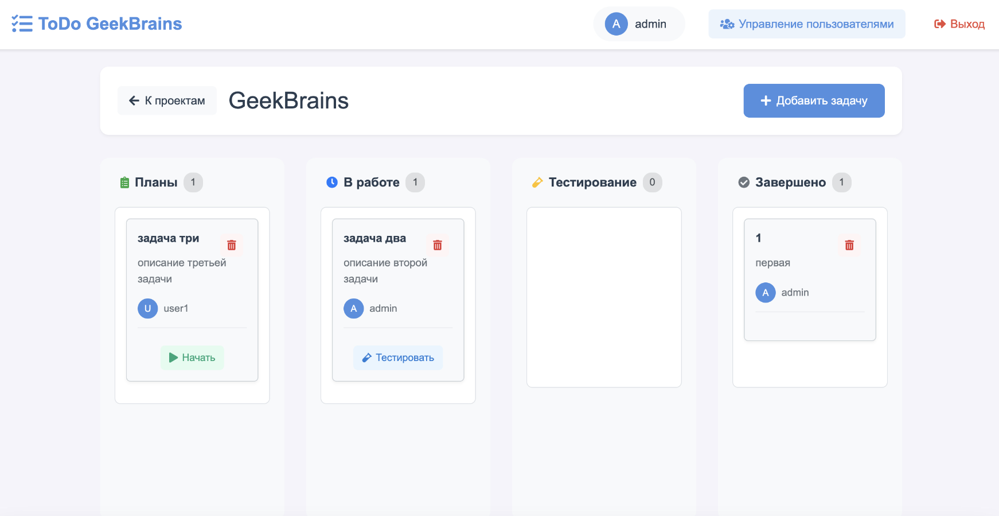 ToDo GeekBrains
A admin
Управление пользователями
Выход
К проектам
GeekBrains
Добавить задачу
Планы 1
задача три
описание третьей
задачи
U user1
Начать
В работе 1
задача два
описание второй
задачи
A admin
Тестировать
Тестирование 0
Завершено 1
1
первая
A admin